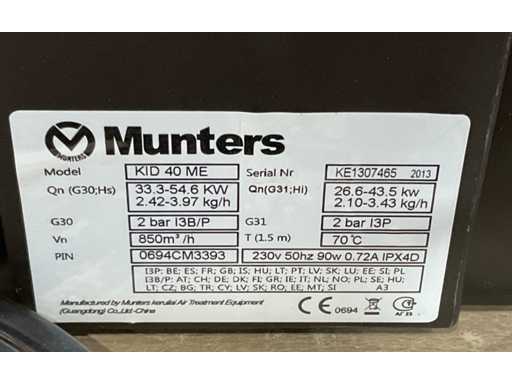 MUNTERS
Munters
Model KID 40 ME Serial Nr KE1307465 2013
Qn (G30;Hs) 33.3-54.6 KW Qn(G31;Hi) 26.6-43.5 kw
2.42-3.97 kg/h 2.10-3.43 kg/h
G30 2 bar I3B/P G31 2 bar I3P
Vn 850m³/h T (1.5 m) 70℃
PIN 0694CM3393 230v 50hz 90w 0.72A IPX4D
I3P: BE; ES; FR; GB; IS; HU; LT; PT; LV; SK; LU; EE; SI; PL
I3B/P: AT; CH; DE; DK; FI; GR; IT; NL; NO; PL; SE; HU;
LT; CZ; BG; TR; CY; LV; SK; RO; EE; MT; SI A3
Manufactured by Munters keruilai Air Treatment Equipment
(Guangdong) Co.,Ltd-China
CE 0694